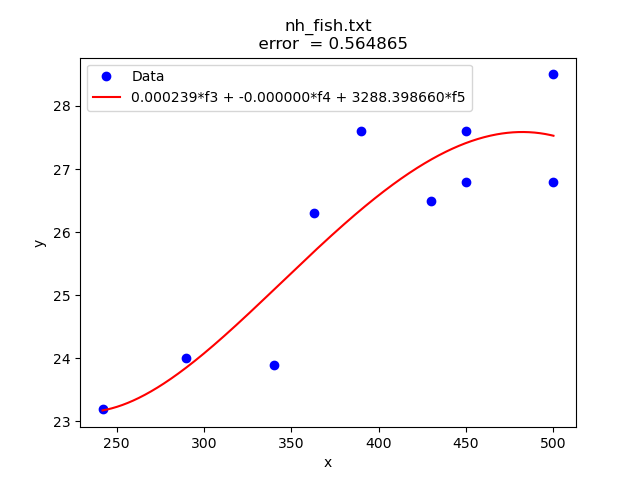 nh_fish.txt
error  = 0.564865
Data
0.000239*f3 + -0.000000*f4 + 3288.398660*f5
28
27
26
25
24
23
y
250 300 350 400 450 500
x